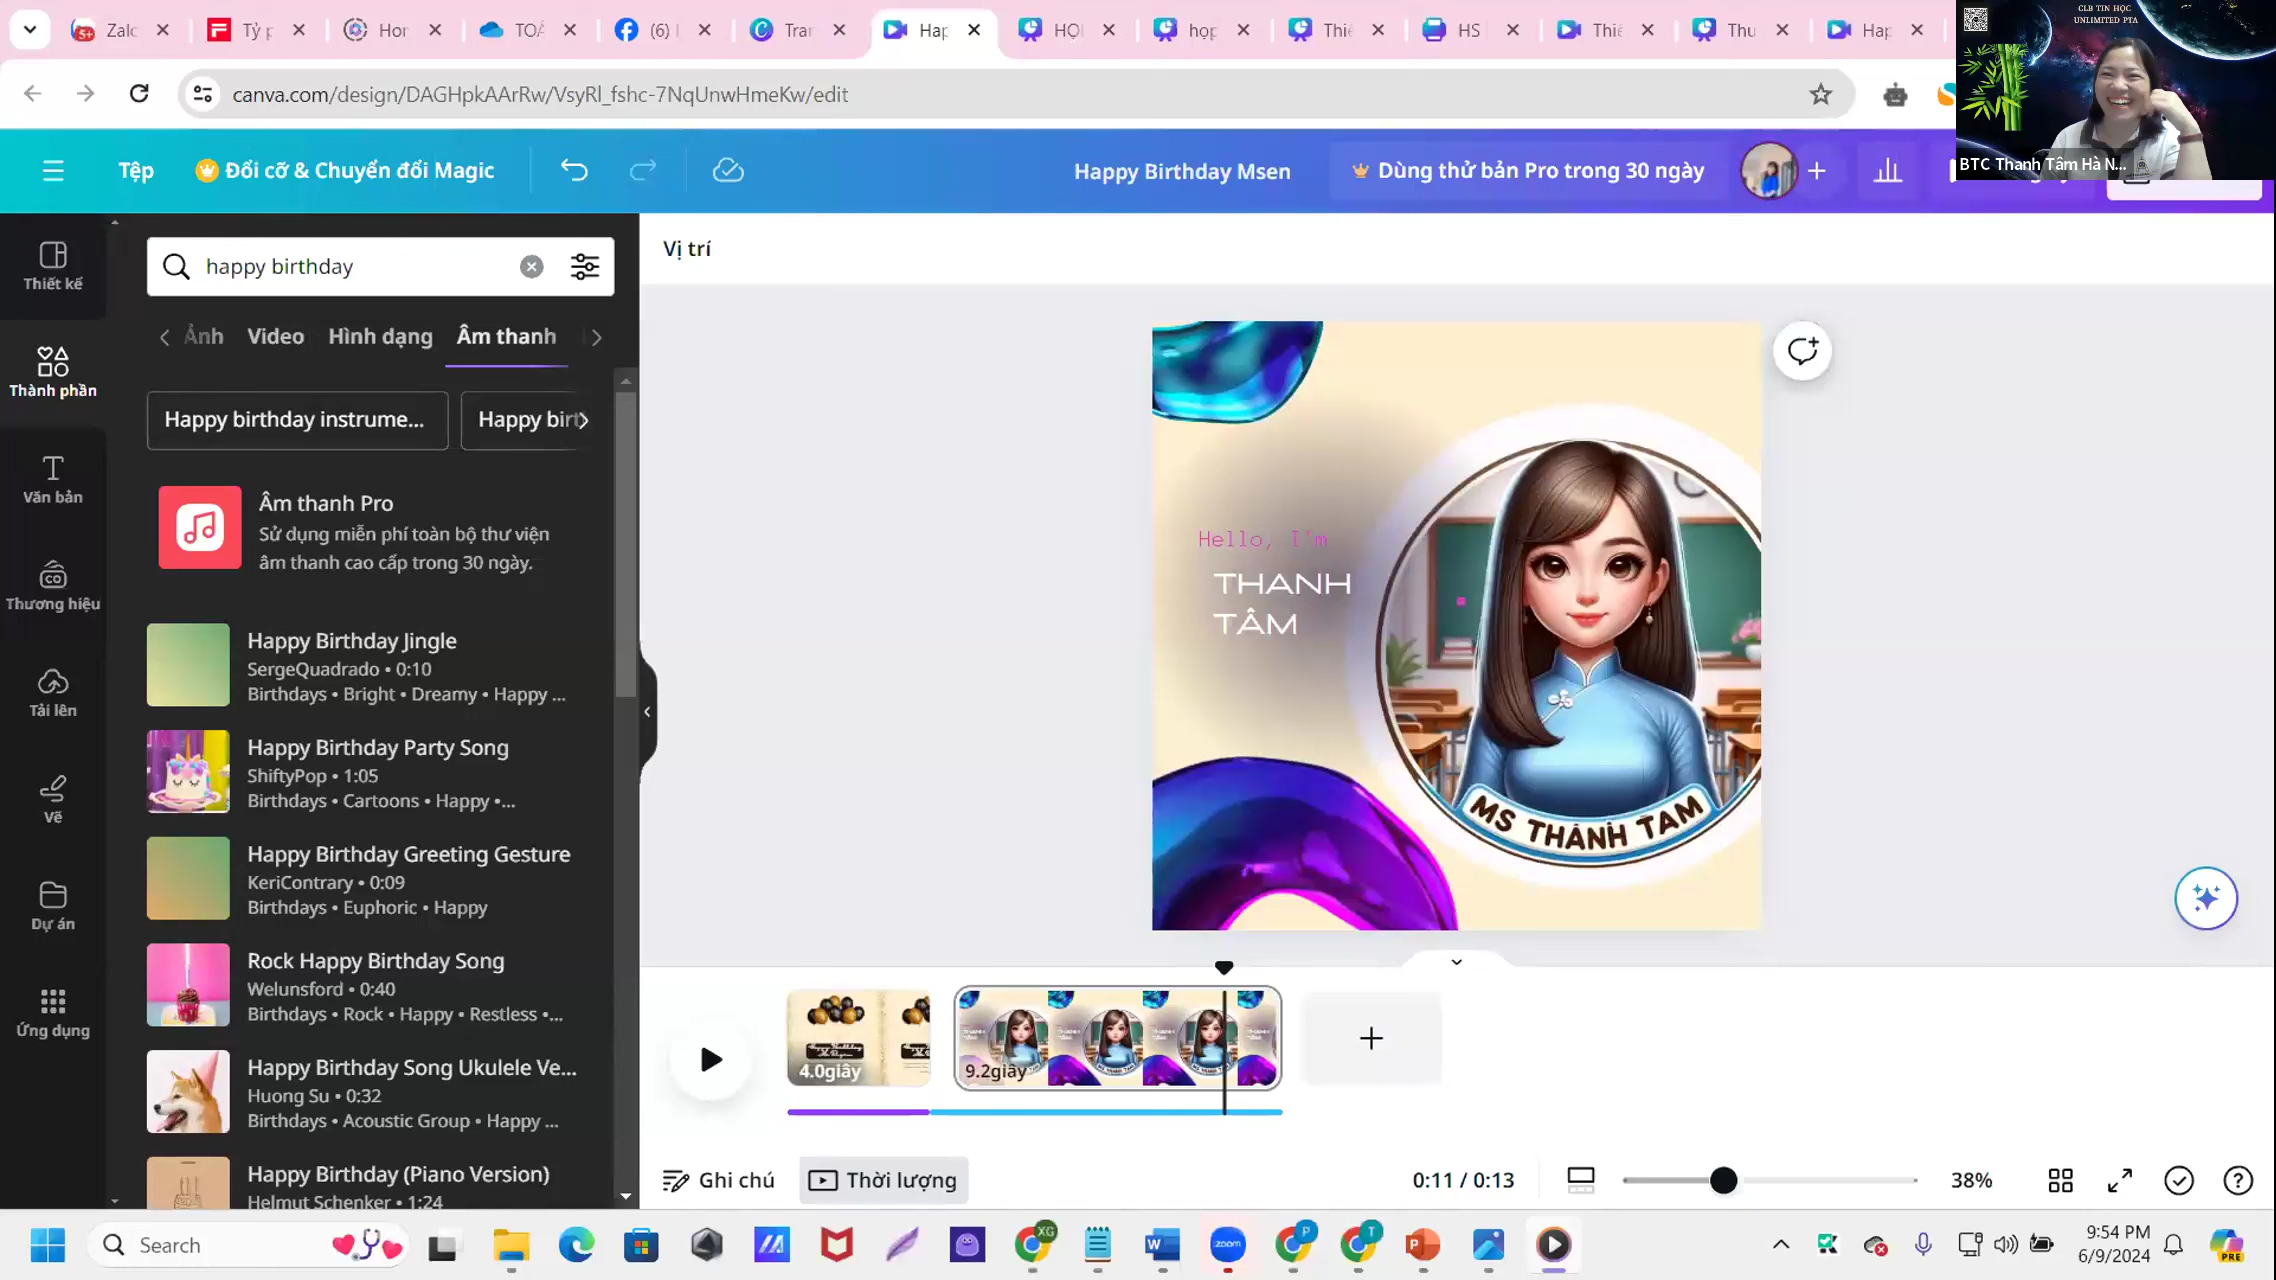 Zalc
Tỷ p
Hor
TOÁ
(6)
Trar
Hap
HỌI
họp
Thiế
HS
Thiế
Thu
Hap
CLB TIN HỌC
UNLIMITED PTA
canva.com/design/DAGHpkAArRw/VsyRl_fshc-7NqUnwHmeKw/edit
BTC Thanh Tâm Hà N...
Tệp
Đổi cỡ & Chuyển đổi Magic
Happy Birthday Msen
Dùng thử bản Pro trong 30 ngày
Thiết kế
Thành phần
Văn bản
Thương hiệu
Tải lên
Vẽ
Dự án
Ứng dụng
happy birthday
Ảnh
Video
Hình dạng
Âm thanh
Happy birthday instrume...
Happy birt
Âm thanh Pro
Sử dụng miễn phí toàn bộ thư viện
âm thanh cao cấp trong 30 ngày.
Happy Birthday Jingle
SergeQuadrado • 0:10
Birthdays • Bright • Dreamy • Happy ...
Happy Birthday Party Song
ShiftyPop • 1:05
Birthdays • Cartoons • Happy •...
Happy Birthday Greeting Gesture
KeriContrary • 0:09
Birthdays • Euphoric • Happy
Rock Happy Birthday Song
Welunsford • 0:40
Birthdays • Rock • Happy • Restless •...
Happy Birthday Song Ukulele Ve...
Huong Su • 0:32
Birthdays • Acoustic Group • Happy ...
Happy Birthday (Piano Version)
Helmut Schenker • 1:24
Vị trí
Hello, I'm
THANH
TÂM
MS THANH TAM
4.0giây
9.2giây
Ghi chú
Thời lượng
0:11 / 0:13
38%
Search
9:54 PM
6/9/2024